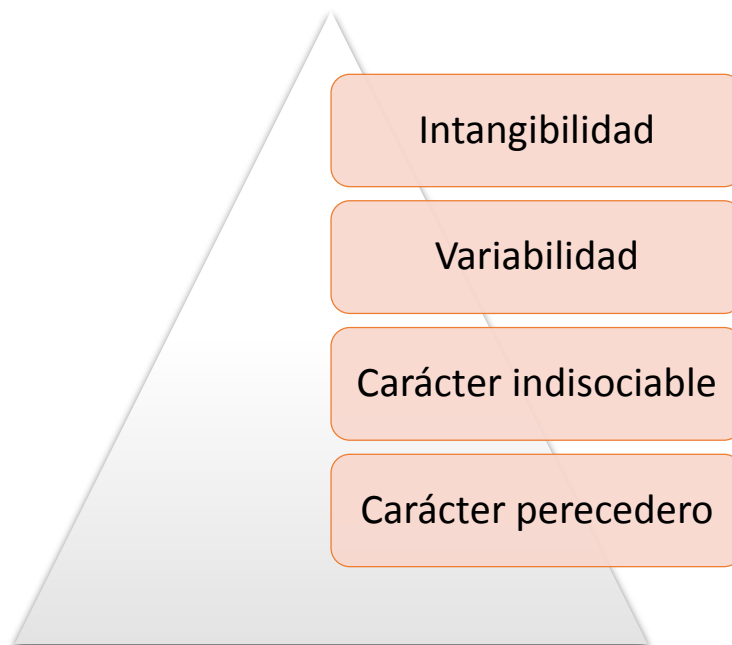 Intangibilidad
Variabilidad
Carácter indisociable
Carácter perecedero